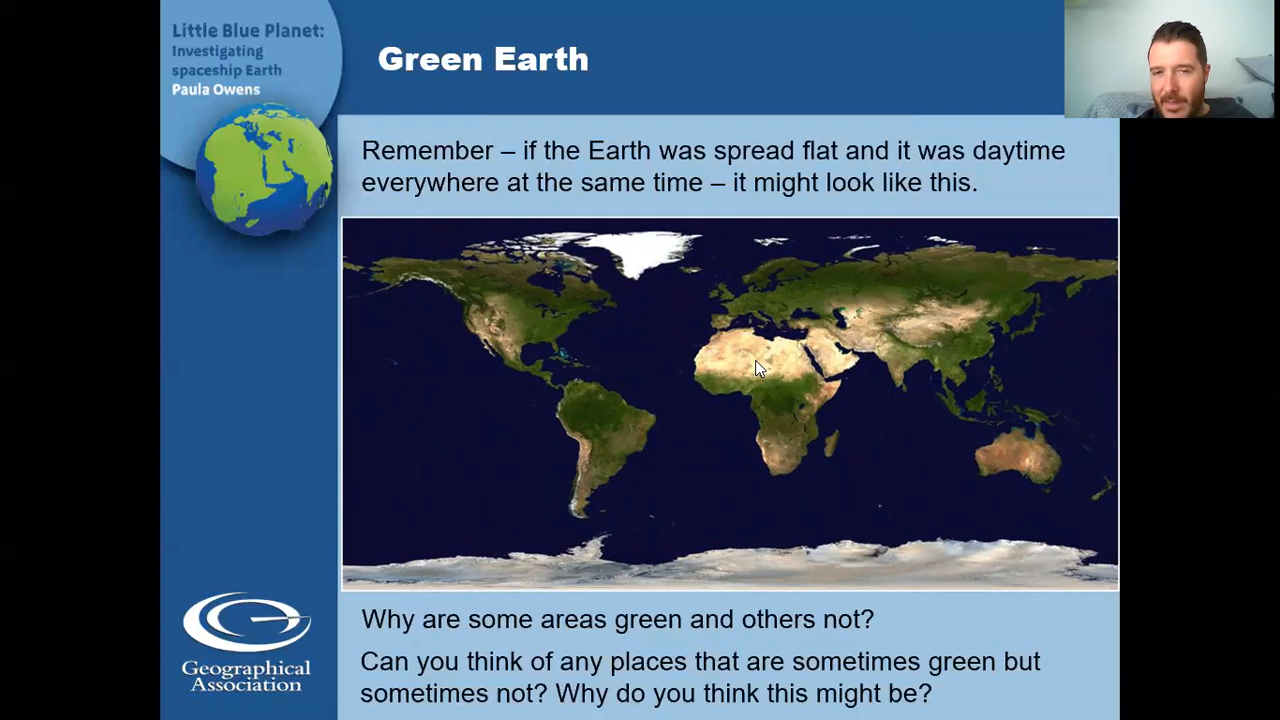 Little Blue Planet:
Investigating
spaceship Earth
Paula Owens
Green Earth
Remember – if the Earth was spread flat and it was daytime
everywhere at the same time – it might look like this.
Why are some areas green and others not?
Can you think of any places that are sometimes green but
sometimes not? Why do you think this might be?
Geographical
Association